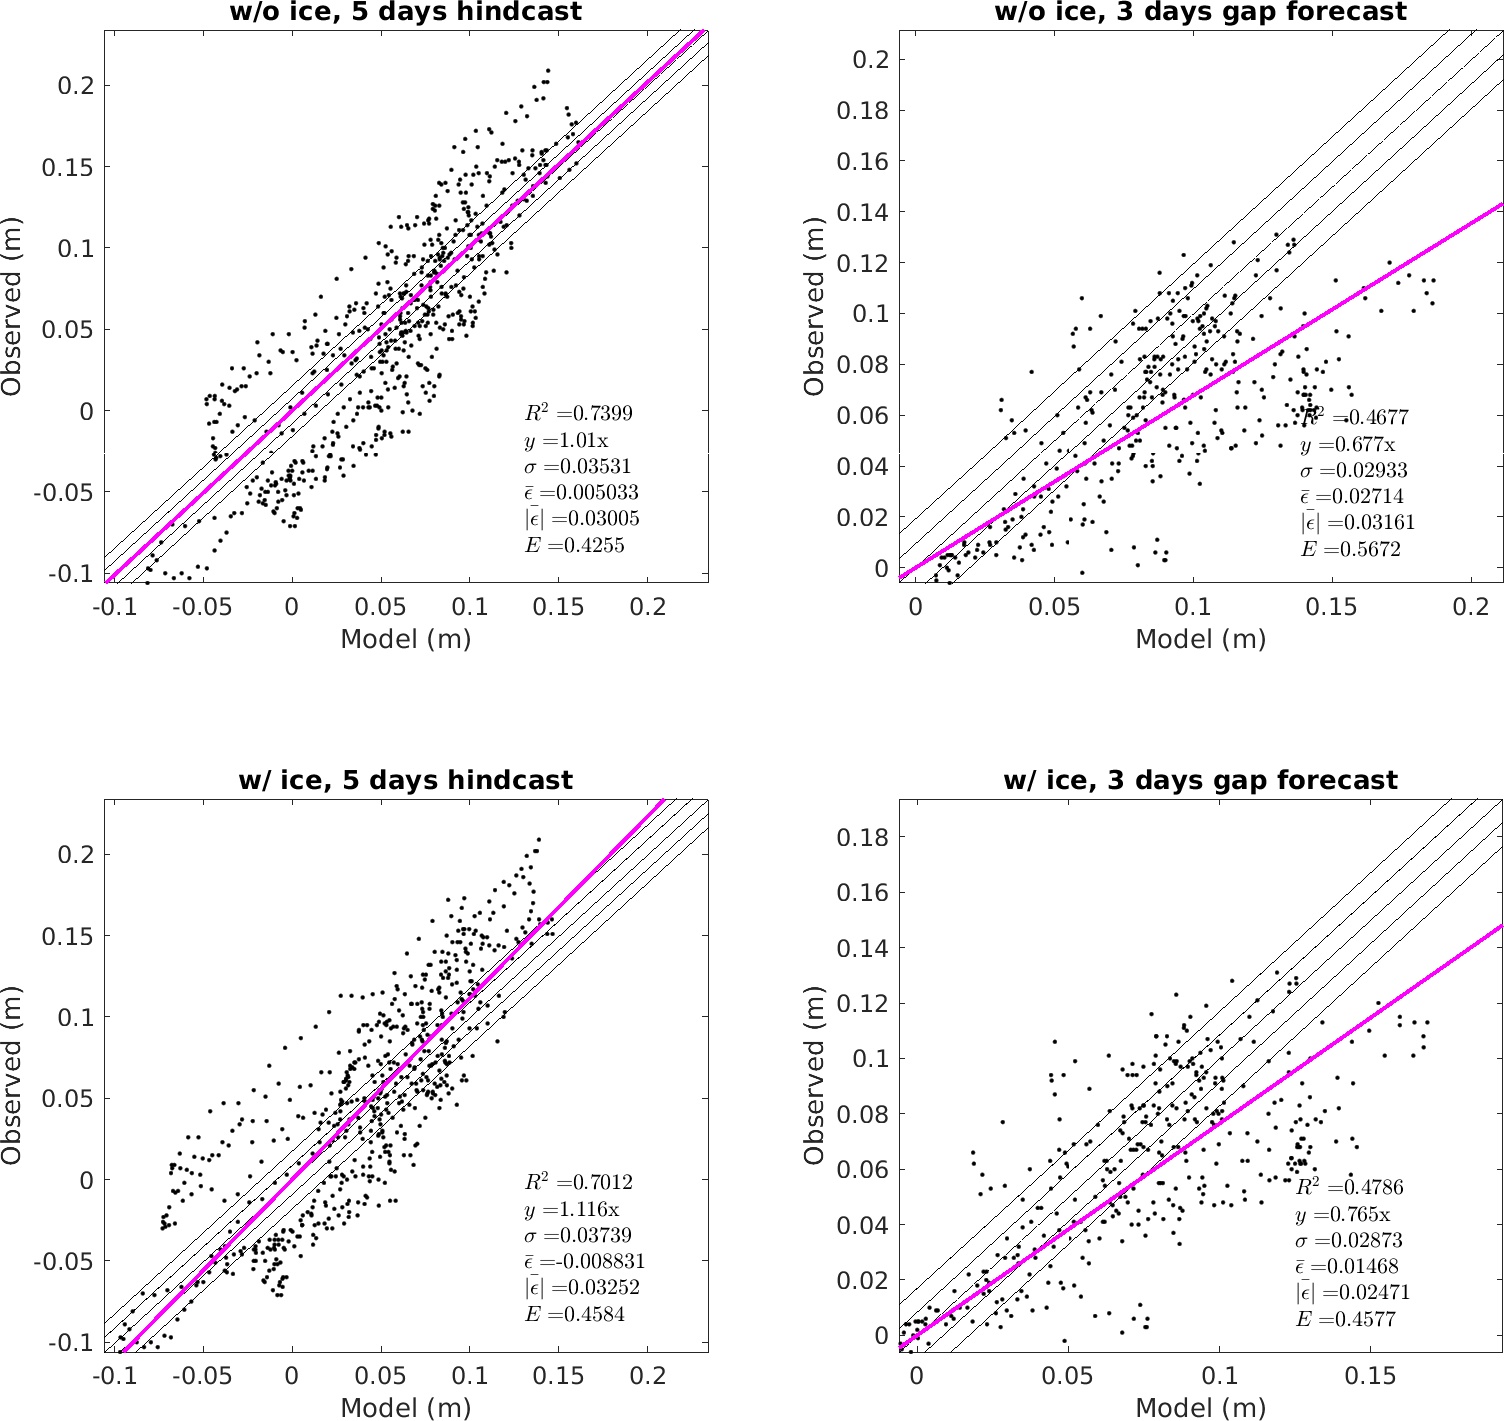 w/o ice, 5 days hindcast
0.2
0.15
0.1
0.05
0
-0.05
-0.1
Observed (m)
R² =0.7399
y =1.01x
σ =0.03531
ϵ̄ =0.005033
|ϵ̄| =0.03005
E =0.4255
-0.1 -0.05 0 0.05 0.1 0.15 0.2
Model (m)
w/o ice, 3 days gap forecast
0.2
0.18
0.16
0.14
0.12
0.1
0.08
0.06
0.04
0.02
0
Observed (m)
R² =0.4677
y =0.677x
σ =0.02933
ϵ̄ =0.02714
|ϵ̄| =0.03161
E =0.5672
0 0.05 0.1 0.15 0.2
Model (m)
w/ ice, 5 days hindcast
0.2
0.15
0.1
0.05
0
-0.05
-0.1
Observed (m)
R² =0.7012
y =1.116x
σ =0.03739
ϵ̄ =-0.008831
|ϵ̄| =0.03252
E =0.4584
-0.1 -0.05 0 0.05 0.1 0.15 0.2
Model (m)
w/ ice, 3 days gap forecast
0.18
0.16
0.14
0.12
0.1
0.08
0.06
0.04
0.02
0
Observed (m)
R² =0.4786
y =0.765x
σ =0.02873
ϵ̄ =0.01468
|ϵ̄| =0.02471
E =0.4577
0 0.05 0.1 0.15
Model (m)